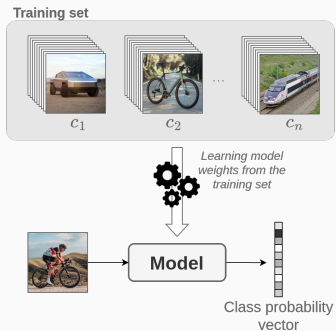 Training set
c1
c2
...
cn
Learning model
weights from the
training set
Model
Class probability
vector